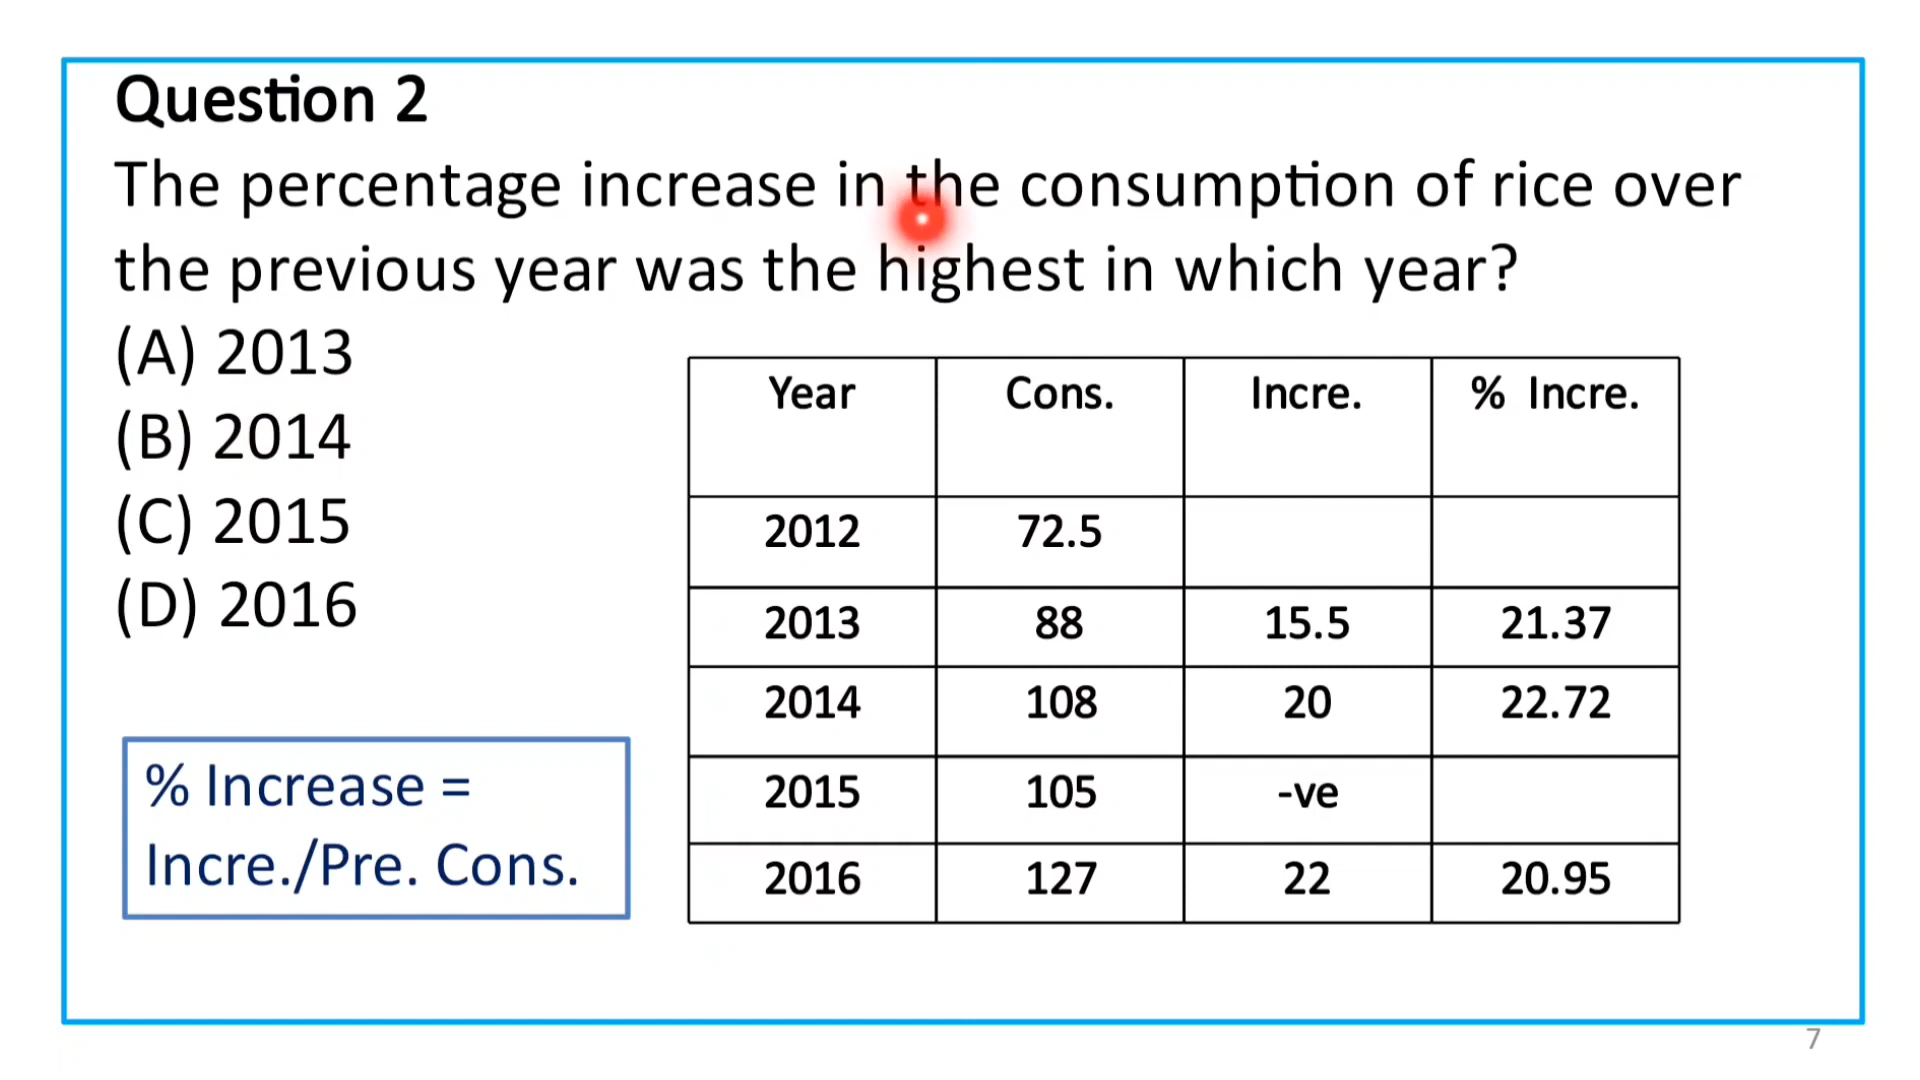 Question 2
The percentage increase in the consumption of rice over
the previous year was the highest in which year?
(A) 2013
(B) 2014
(C) 2015
(D) 2016
% Increase =
Incre./Pre. Cons.
Year Cons. Incre. % Incre.
2012 72.5
2013 88 15.5 21.37
2014 108 20 22.72
2015 105 -ve
2016 127 22 20.95
7